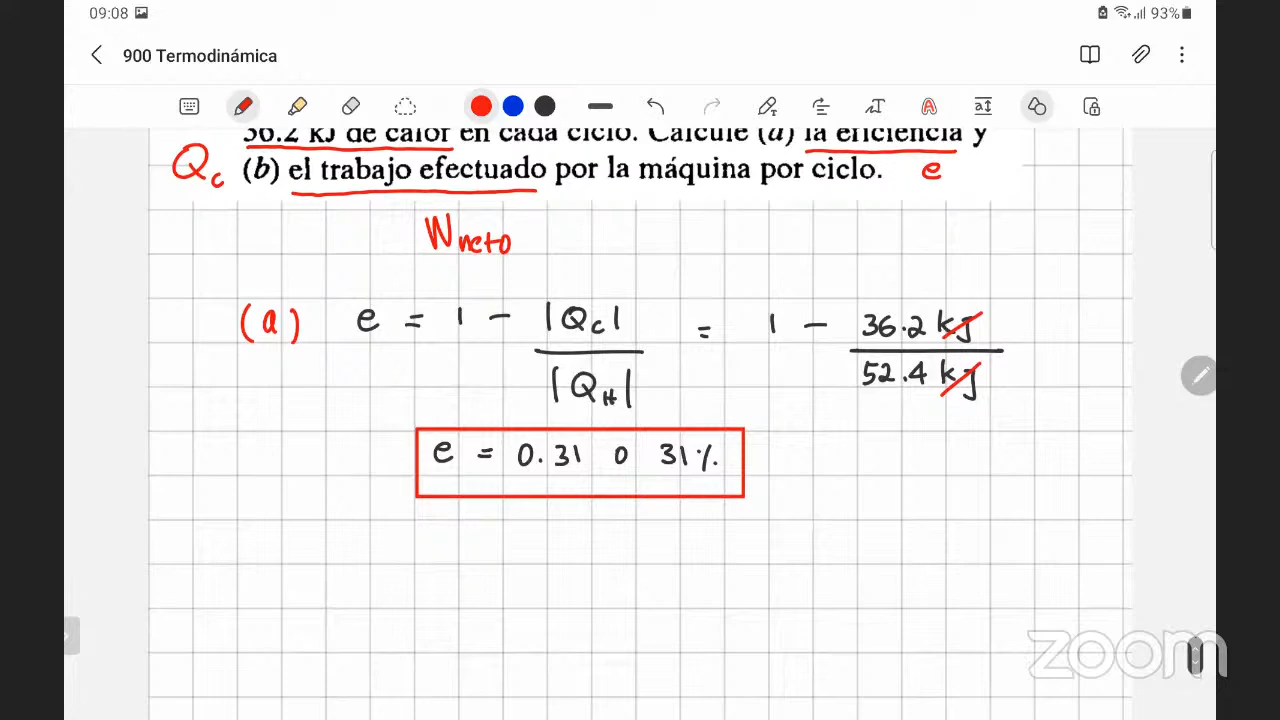 09:08
93%
900 Termodinámica
36.2 kJ de calor en cada ciclo. Calcule (a) la eficiencia y
Qc (b) el trabajo efectuado por la máquina por ciclo. e
Wneto
(a) e = 1 - |Qc| / |QH| = 1 - 36.2 kJ / 52.4 kJ
e = 0.31 o 31%
zoom